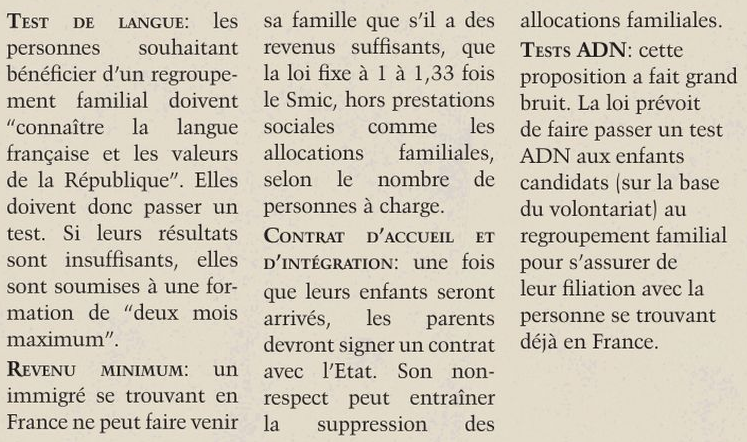 TEST DE LANGUE: les
personnes souhaitant
bénéficier d'un regroupe-
ment familial doivent
"connaître la langue
française et les valeurs
de la République". Elles
doivent donc passer un
test. Si leurs résultats
sont insuffisants, elles
sont soumises à une for-
mation de "deux mois
maximum".
REVENU MINIMUM: un
immigré se trouvant en
France ne peut faire venir
sa famille que s'il a des
revenus suffisants, que
la loi fixe à 1 à 1,33 fois
le Smic, hors prestations
sociales comme les
allocations familiales,
selon le nombre de
personnes à charge.
CONTRAT D'ACCUEIL ET
D'INTÉGRATION: une fois
que leurs enfants seront
arrivés, les parents
devront signer un contrat
avec l'Etat. Son non-
respect peut entraîner
la suppression des
allocations familiales.
TESTS ADN: cette
proposition a fait grand
bruit. La loi prévoit
de faire passer un test
ADN aux enfants
candidats (sur la base
du volontariat) au
regroupement familial
pour s'assurer de
leur filiation avec la
personne se trouvant
déjà en France.